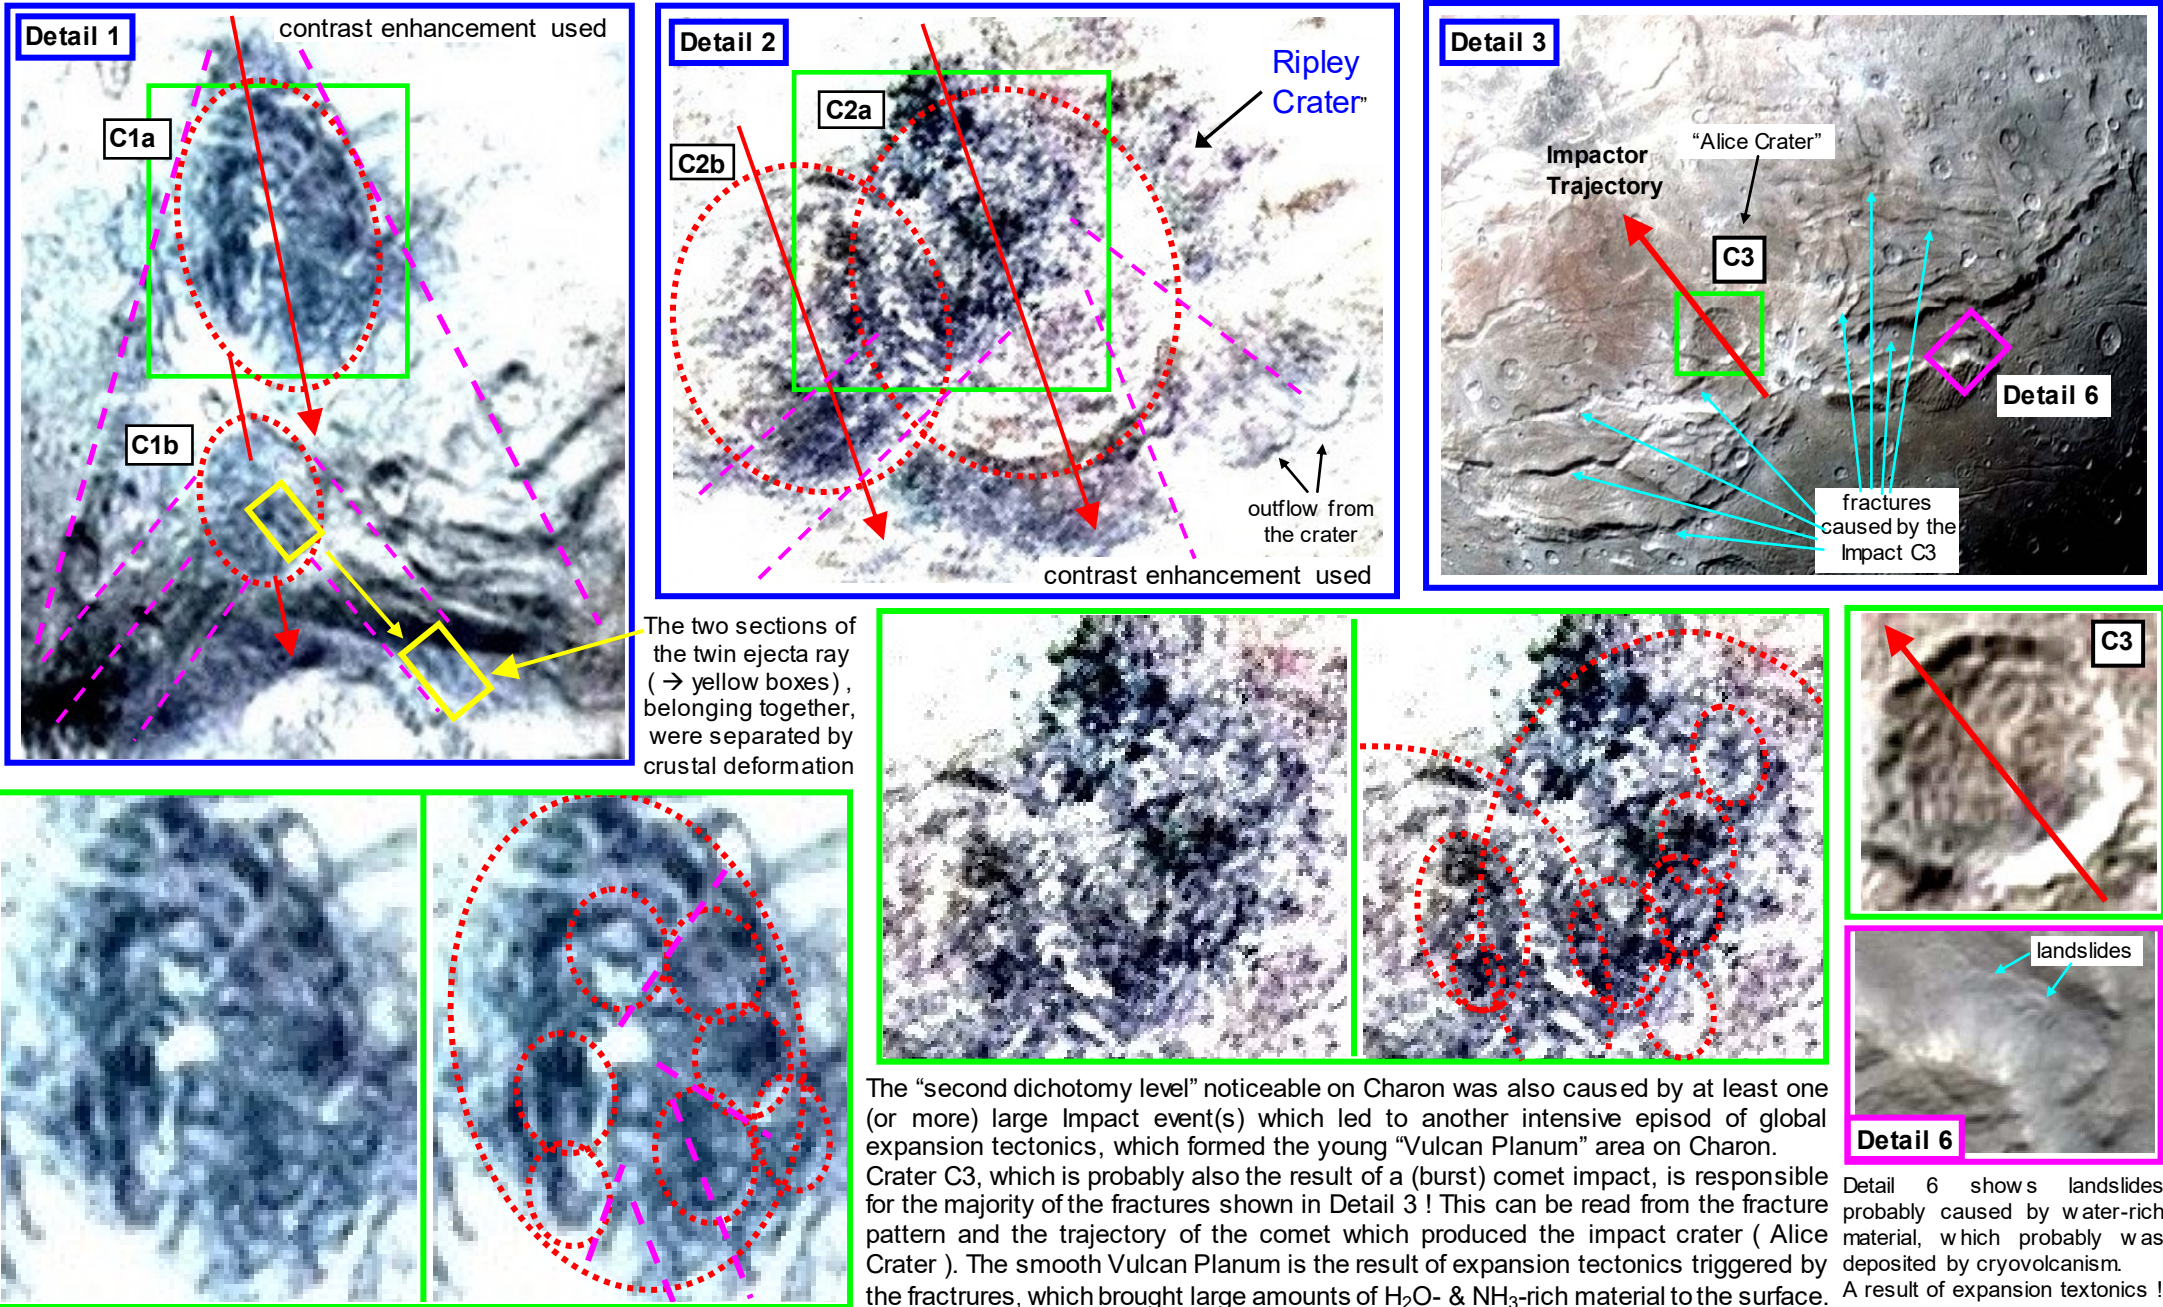 Detail 1
contrast enhancement used
C1a
C1b
Detail 2
C2a
C2b
Ripley
Crater”
outflow from
the crater
contrast enhancement used
Detail 3
“Alice Crater”
Impactor
Trajectory
C3
Detail 6
fractures
caused by the
Impact C3
The two sections of
the twin ejecta ray
( → yellow boxes) ,
belonging together,
were separated by
crustal deformation
C3
landslides
Detail 6
The “second dichotomy level” noticeable on Charon was also caused by at least one
(or more) large Impact event(s) which led to another intensive episod of global
expansion tectonics, which formed the young “Vulcan Planum” area on Charon.
Crater C3, which is probably also the result of a (burst) comet impact, is responsible
for the majority of the fractures shown in Detail 3 ! This can be read from the fracture
pattern and the trajectory of the comet which produced the impact crater ( Alice
Crater ). The smooth Vulcan Planum is the result of expansion tectonics triggered by
the fractrures, which brought large amounts of H₂O- & NH₃-rich material to the surface.
Detail 6 shows landslides
probably caused by water-rich
material, which probably was
deposited by cryovolcanism.
A result of expansion textonics !